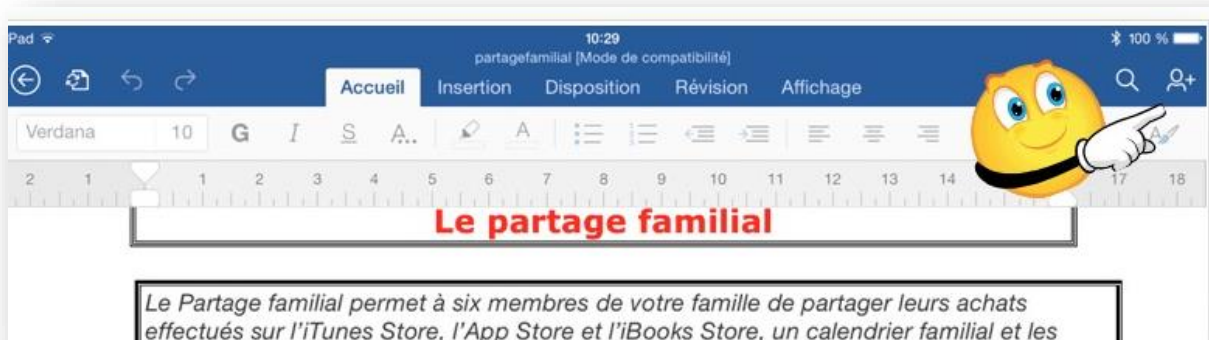 Pad 10:29 100 %
partagefamilial [Mode de compatibilité]
Accueil Insertion Disposition Révision Affichage
Verdana 10 G I S A... A A
2 1 1 2 3 4 5 6 7 8 9 10 11 12 13 14 17 18
Le partage familial
Le Partage familial permet à six membres de votre famille de partager leurs achats
effectués sur l'iTunes Store, l'App Store et l'iBooks Store, un calendrier familial et les